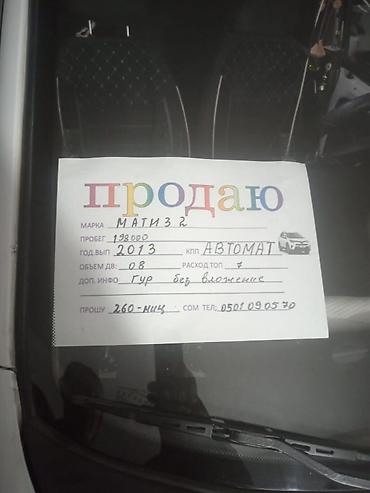 продаю
МАРКА МАТИЗ 2
ПРОБЕГ 198000
ГОД.ВЫП 2013 КПП АВТОМАТ
ОБЪЕМ ДВ: 08 РАСХОД ТОП 7
ДОП. ИНФО ГУР без вложение
ПРОШУ 260-ниц СОМ ТЕЛ: 0501 09 05 70